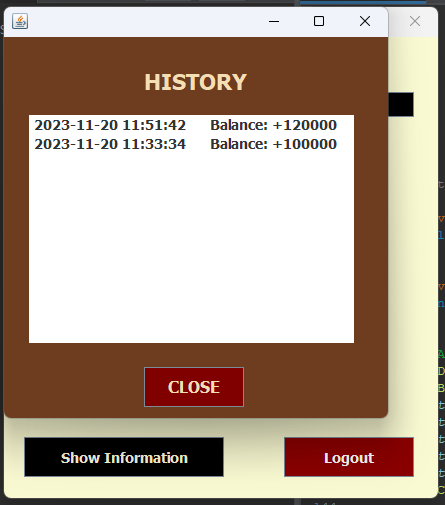 HISTORY
2023-11-20 11:51:42 Balance: +120000
2023-11-20 11:33:34 Balance: +100000
CLOSE
Show Information
Logout